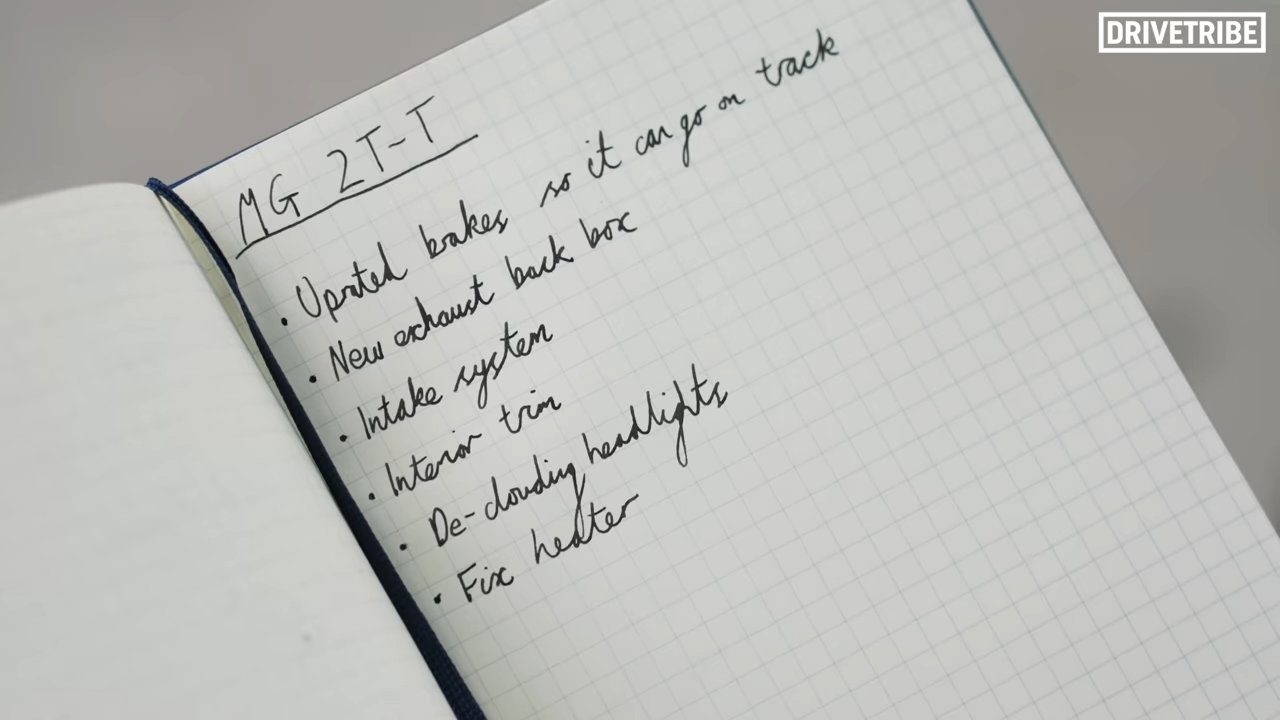 DRIVETRIBE
MG ZT-T
• Uprated brakes so it can go on track
• New exhaust back box
• Intake system
• Interior trim
• De-clouding headlights
• Fix heater